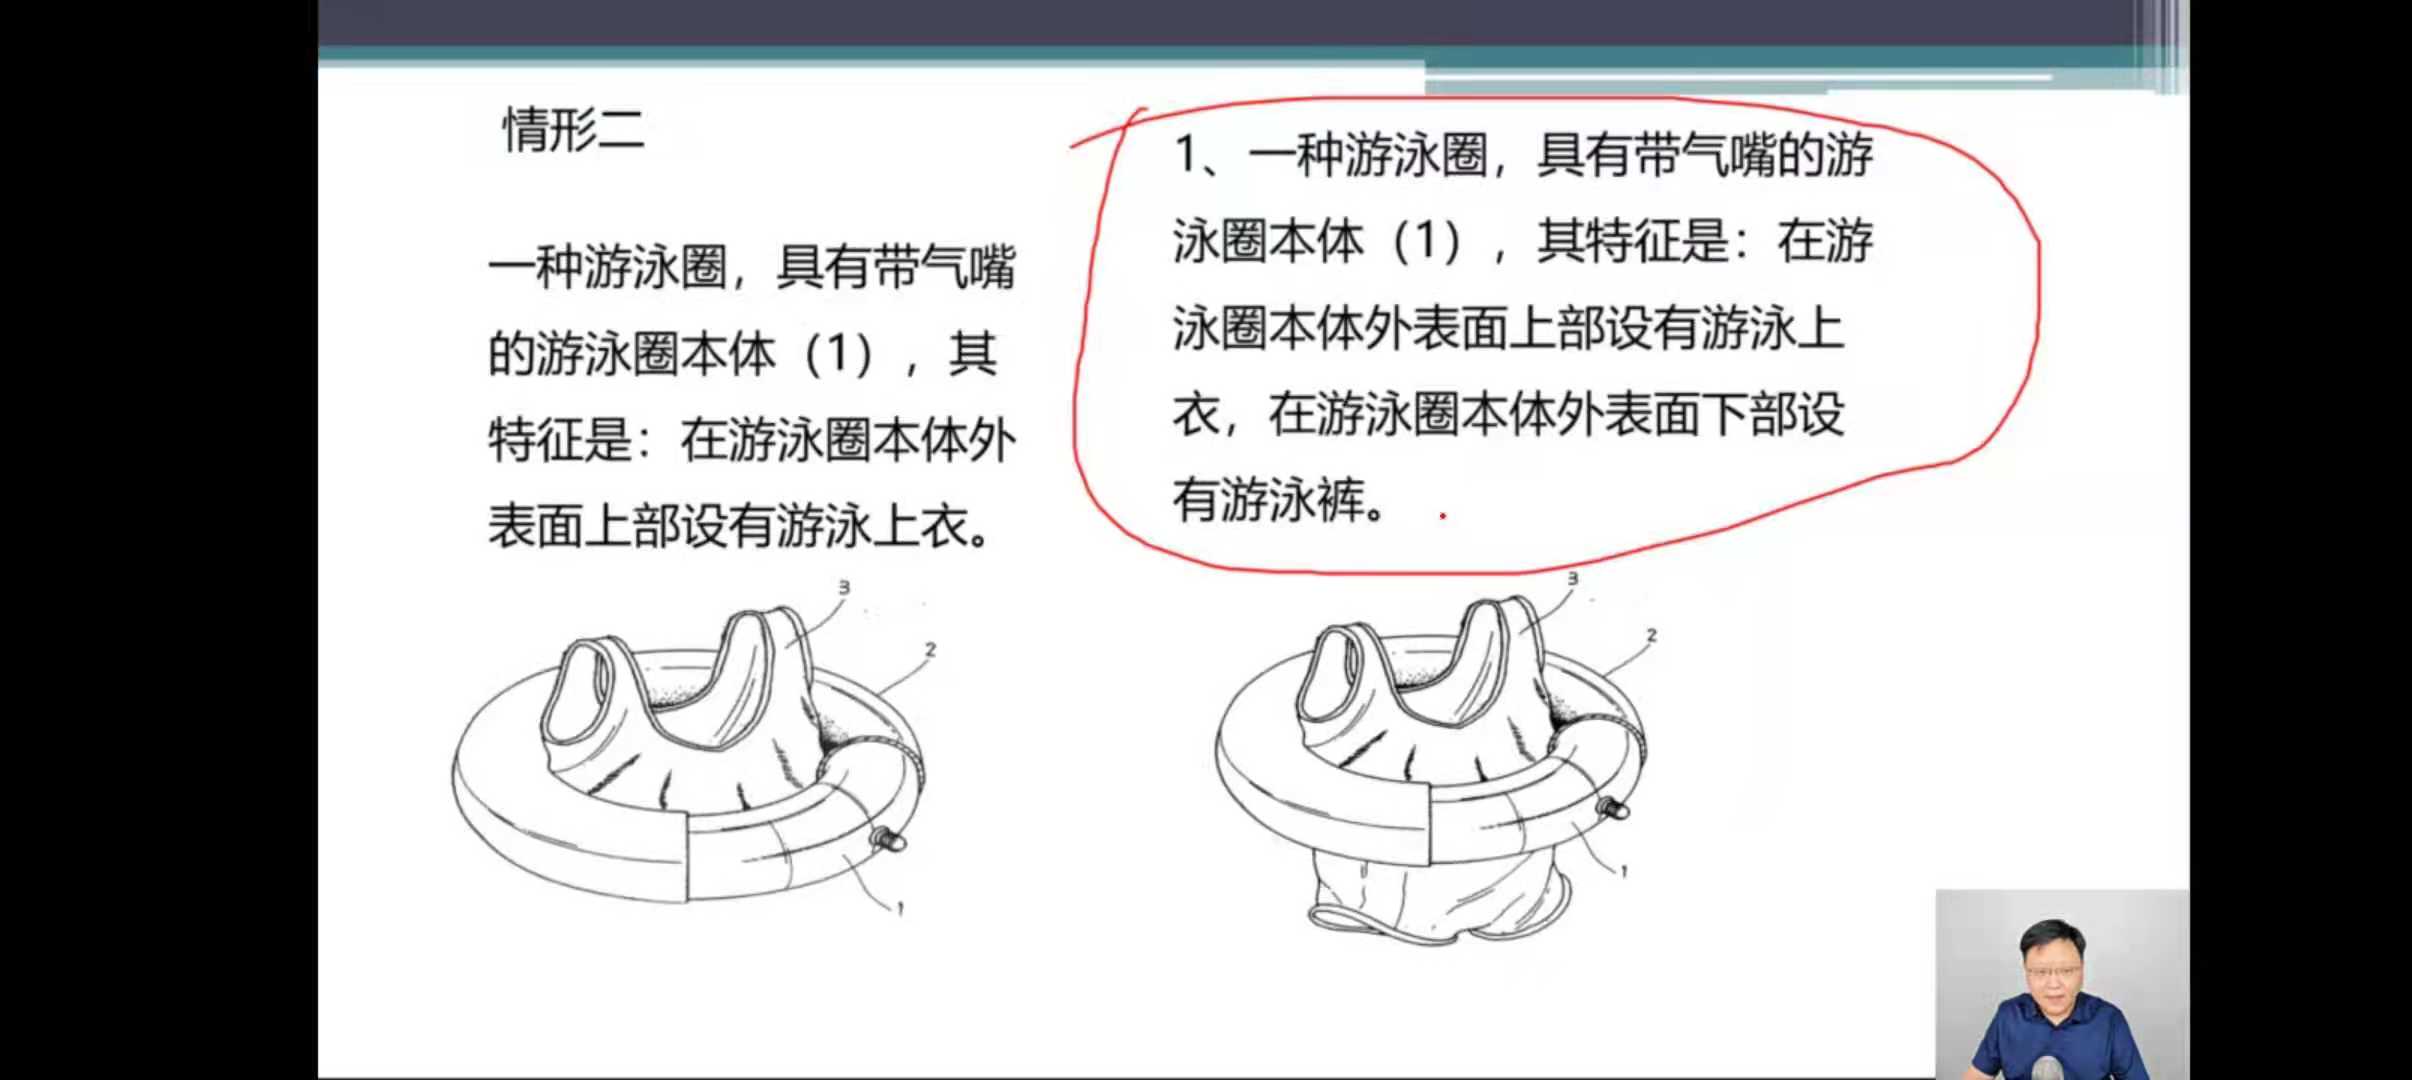 情形二
一种游泳圈，具有带气嘴
的游泳圈本体（1），其
特征是：在游泳圈本体外
表面上部设有游泳上衣。
3
2
1
1、一种游泳圈，具有带气嘴的游
泳圈本体（1），其特征是：在游
泳圈本体外表面上部设有游泳上
衣，在游泳圈本体外表面下部设
有游泳裤。
3
2
1